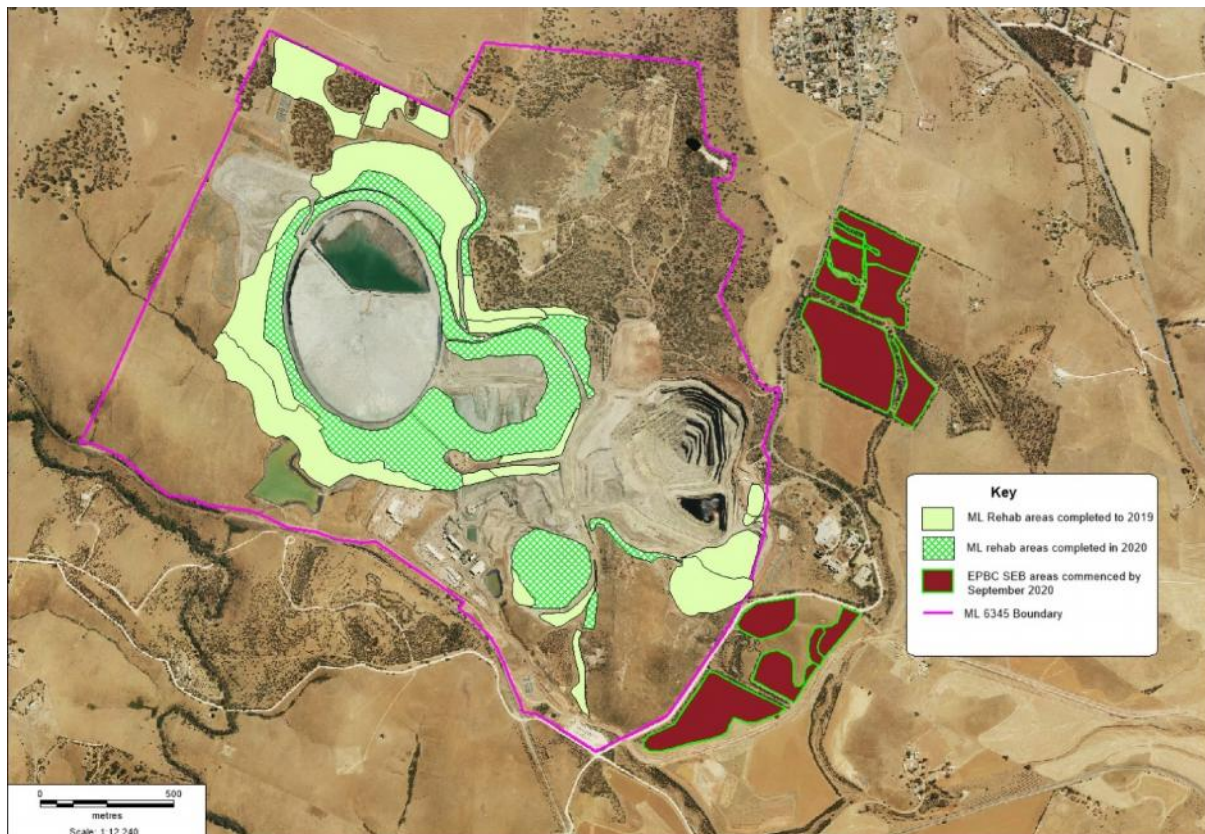 Key
ML Rehab areas completed to 2019
ML rehab areas completed in 2020
EPBC SEB areas commenced by
September 2020
ML 6345 Boundary
0 500
metres
Scale: 1:12,240